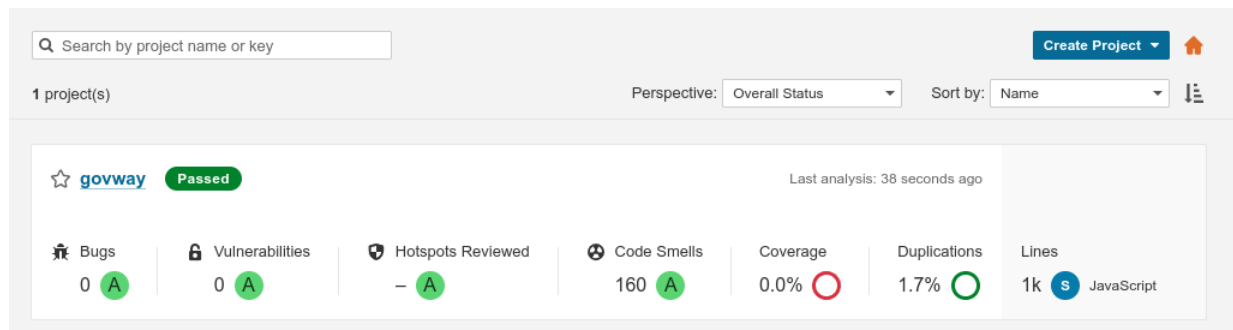 Search by project name or key
Create Project
1 project(s)
Perspective: Overall Status
Sort by: Name
govway Passed
Last analysis: 38 seconds ago
Bugs Vulnerabilities Hotspots Reviewed Code Smells Coverage Duplications Lines
0 A 0 A – A 160 A 0.0% 1.7% 1k S JavaScript